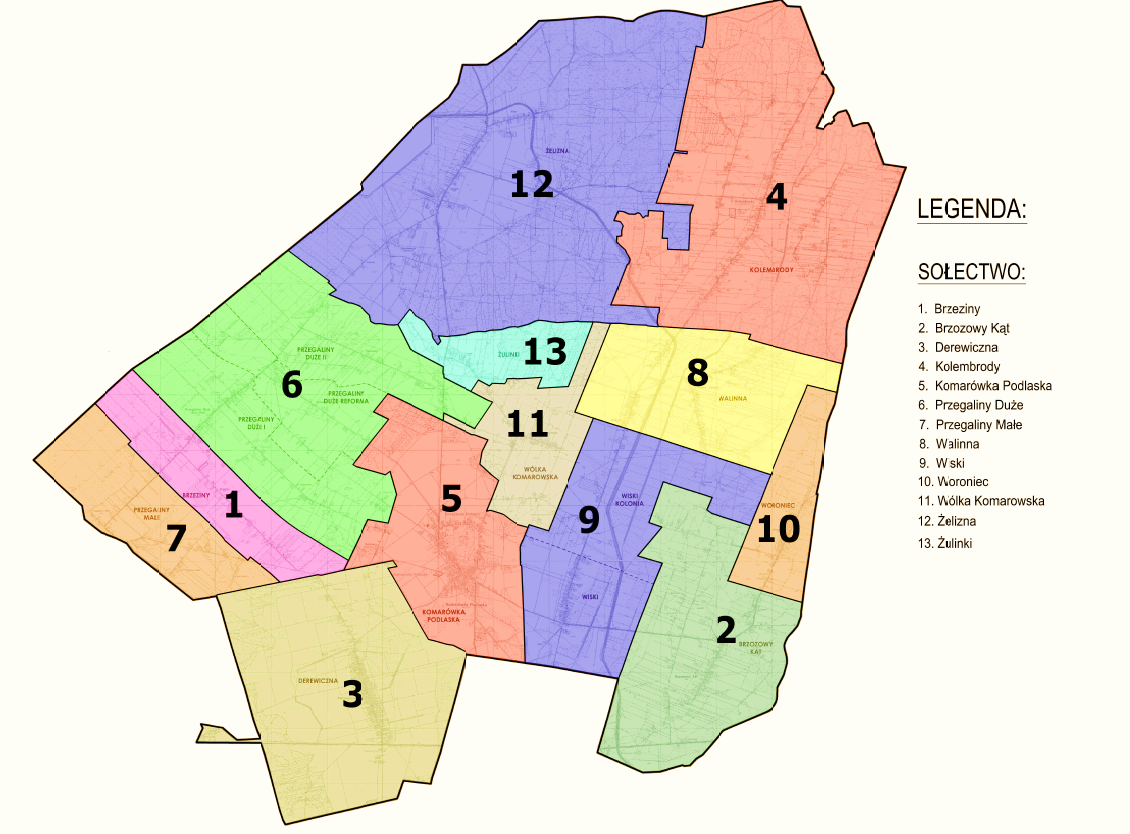 12
ŻELIZNA
4
KOLEMBRODY
LEGENDA:
SOŁECTWO:
1. Brzeziny
2. Brzozowy Kąt
3. Derewiczna
4. Kolembrody
5. Komarówka Podlaska
6. Przegaliny Duże
7. Przegaliny Małe
8. Walinna
9. Wiski
10. Woroniec
11. Wólka Komarowska
12. Żelizna
13. Żulinki
13
ŻULINKI
PRZEGALINY
DUŻE II
6
PRZEGALINY
DUŻE REFORMA
PRZEGALINY
DUŻE I
8
WALINNA
11
WÓLKA
KOMAROWSKA
5
KOMARÓWKA
PODLASKA
BRZEZINY
1
PRZEGALINY
MAŁE
7
WISKI
KOLONIA
9
WISKI
WORONIEC
10
2
BRZOZOWY
KĄT
DEREWICZNA
3